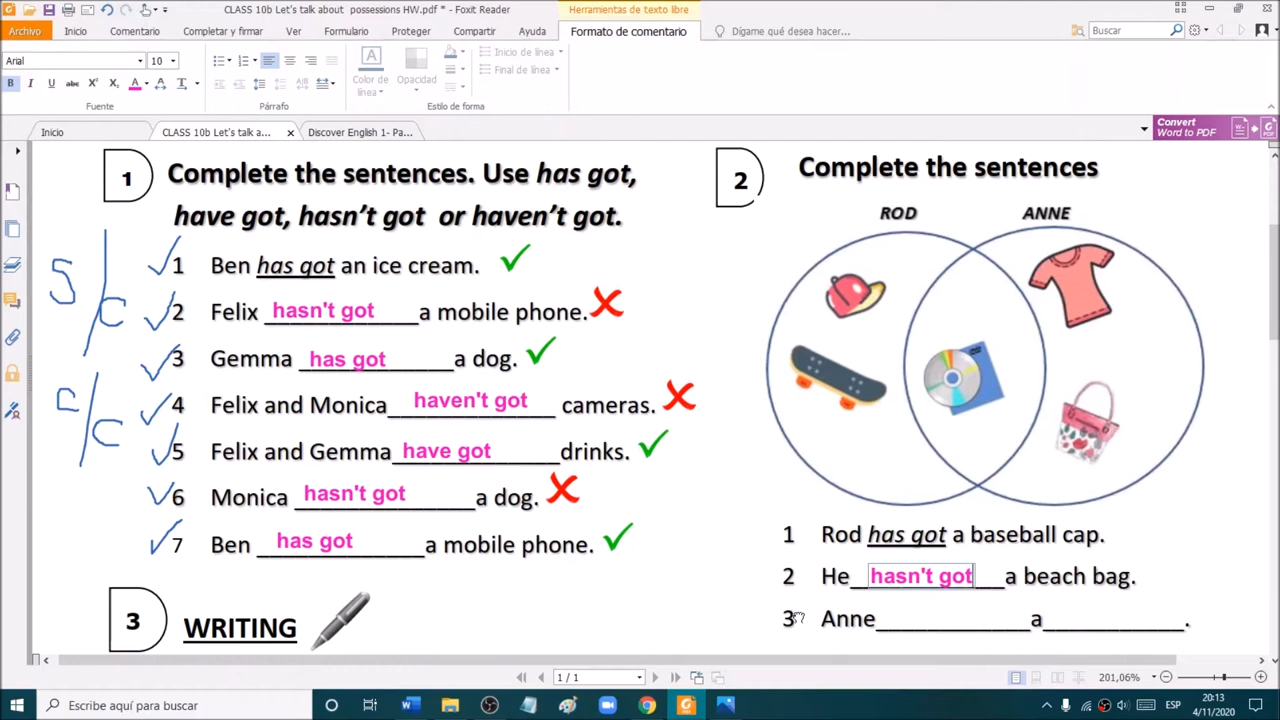 CLASS 10b Let's talk about possessions HW.pdf * - Foxit Reader
Herramientas de texto libre
Archivo Inicio Comentario Completar y firmar Ver Formulario Proteger Compartir Ayuda Formato de comentario Dígame qué desea hacer... Buscar
Arial 10
Color de línea
Opacidad
Inicio de línea
Final de línea
Fuente Párrafo Estilo de forma
Inicio CLASS 10b Let's talk a... Discover English 1- Pa...
Convert
Word to PDF
1
Complete the sentences. Use has got,
have got, hasn't got or haven't got.
S/C
1 Ben has got an ice cream.
2 Felix hasn't got a mobile phone.
3 Gemma has got a dog.
4 Felix and Monica haven't got cameras.
5 Felix and Gemma have got drinks.
6 Monica hasn't got a dog.
7 Ben has got a mobile phone.
3
WRITING
2
Complete the sentences
ROD ANNE
1 Rod has got a baseball cap.
2 He hasn't got a beach bag.
3 Anne____________a____________.
1 / 1
201,06%
Escribe aquí para buscar
ESP
20:13
4/11/2020